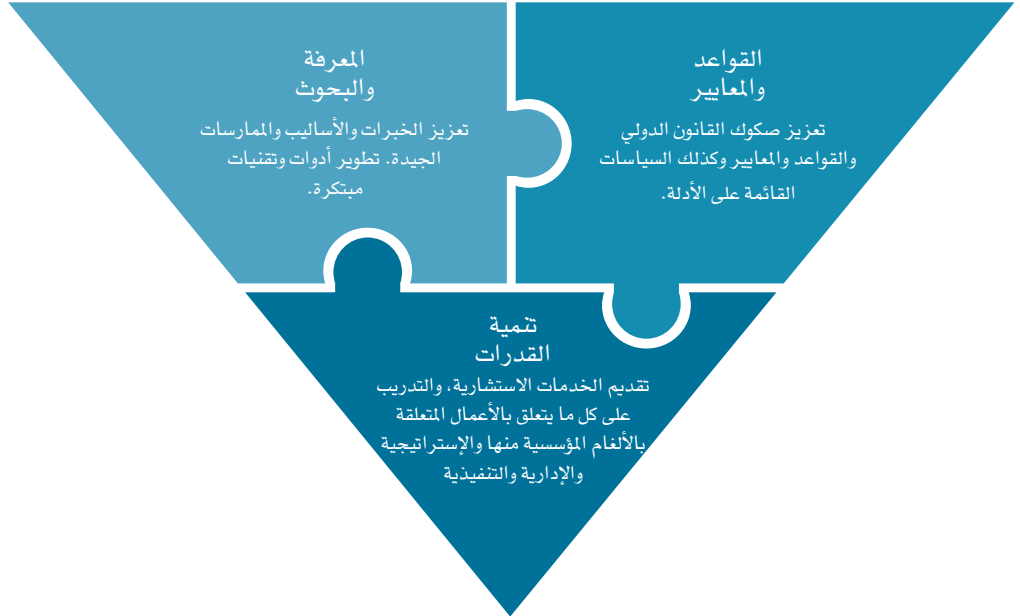 القواعد
والمعايير
تعزيز صكوك القانون الدولي
والقواعد والمعايير وكذلك السياسات
القائمة على الأدلة.
المعرفة
والبحوث
تعزيز الخبرات والأساليب والممارسات
الجيدة. تطوير أدوات وتقنيات
مبتكرة.
تنمية
القدرات
تقديم الخدمات الاستشارية، والتدريب
على كل ما يتعلق بالأعمال المتعلقة
بالألغام المؤسسية منها والإستراتيجية
والإدارية والتنفيذية